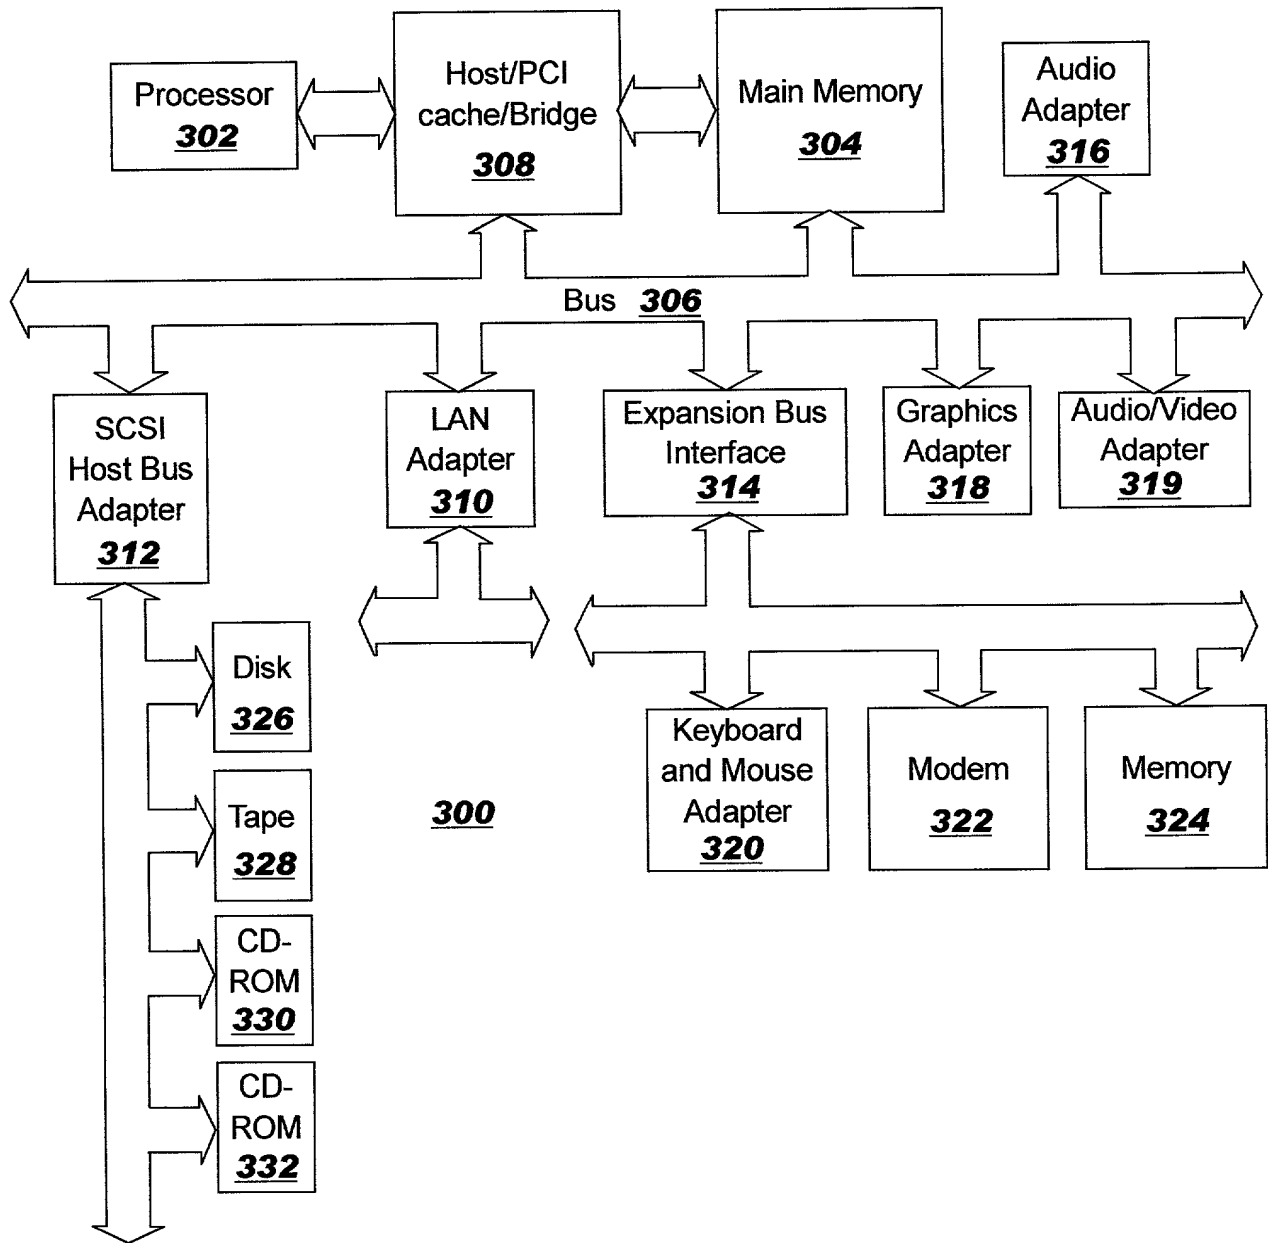 Processor
302
Host/PCI
cache/Bridge
308
Main Memory
304
Audio
Adapter
316
Bus 306
SCSI
Host Bus
Adapter
312
LAN
Adapter
310
Expansion Bus
Interface
314
Graphics
Adapter
318
Audio/Video
Adapter
319
Disk
326
Tape
328
CD-
ROM
330
CD-
ROM
332
300
Keyboard
and Mouse
Adapter
320
Modem
322
Memory
324